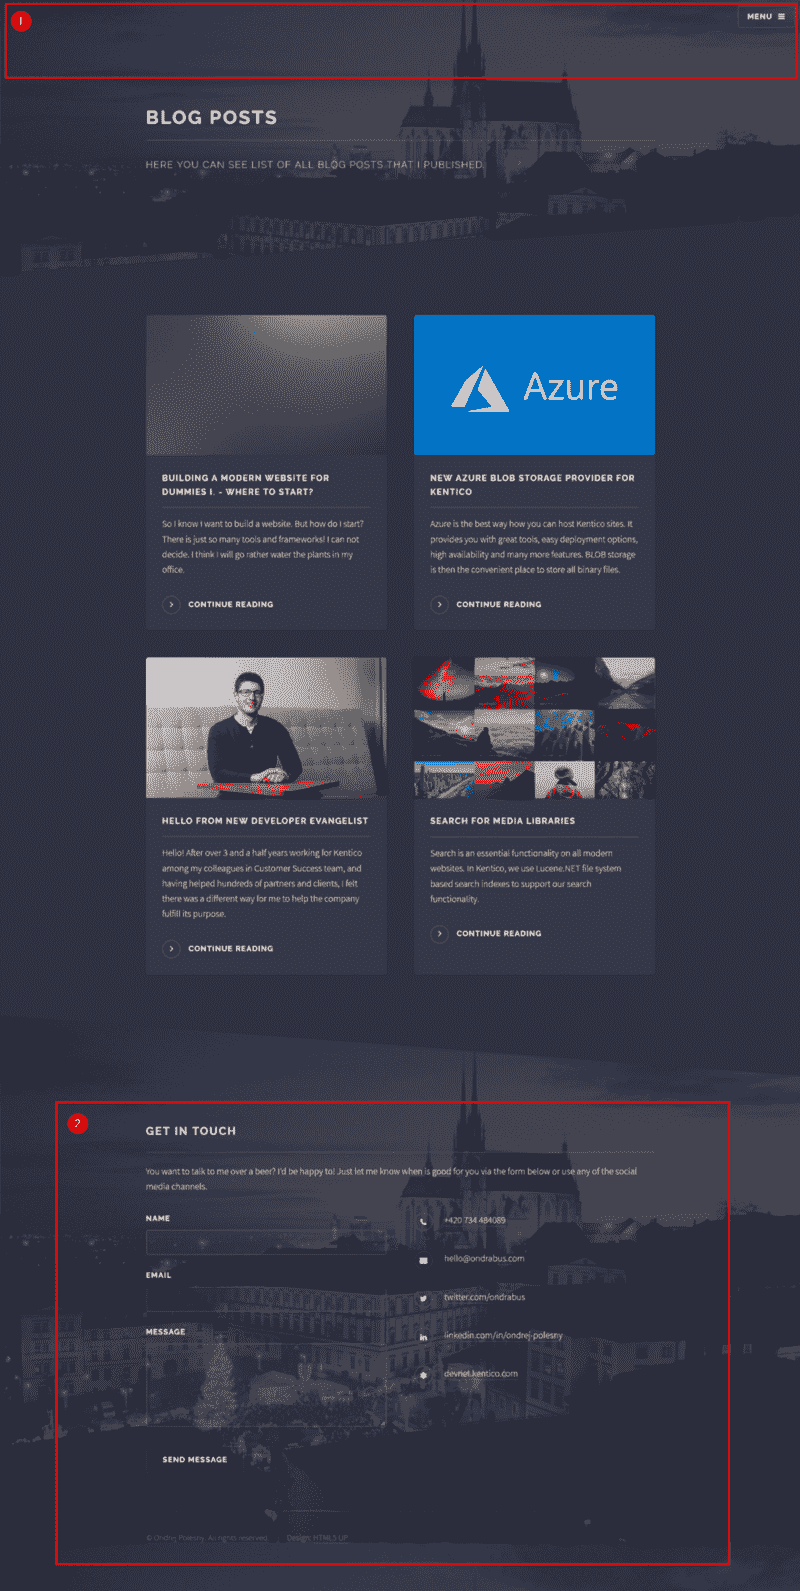 1
MENU
BLOG POSTS
HERE YOU CAN SEE LIST OF ALL BLOG POSTS THAT I PUBLISHED.
Azure
BUILDING A MODERN WEBSITE FOR
DUMMIES I. - WHERE TO START?
So I know I want to build a website. But how do I start?
There is just so many tools and frameworks! I can not
decide. I think I will go rather water the plants in my
office.
CONTINUE READING
NEW AZURE BLOB STORAGE PROVIDER FOR
KENTICO
Azure is the best way how you can host Kentico sites. It
provides you with great tools, easy deployment options,
high availability and many more features. BLOB storage
is then the convenient place to store all binary files.
CONTINUE READING
HELLO FROM NEW DEVELOPER EVANGELIST
Hello! After over 3 and a half years working for Kentico
among my colleagues in Customer Success team, and
having helped hundreds of partners and clients, I felt
there was a different way for me to help the company
fulfill its purpose.
CONTINUE READING
SEARCH FOR MEDIA LIBRARIES
Search is an essential functionality on all modern
websites. In Kentico, we use Lucene.NET file system
based search indexes to support our search
functionality.
CONTINUE READING
2
GET IN TOUCH
You want to talk to me over a beer? I'd be happy to! Just let me know when is good for you via the form below or use any of the social
media channels.
NAME
EMAIL
MESSAGE
SEND MESSAGE
+420 734 484089
hello@ondrabus.com
twitter.com/ondrabus
linkedin.com/in/ondrej-polesny
devnet.kentico.com
© Ondrej Polesny. All rights reserved.
Design: HTML5 UP